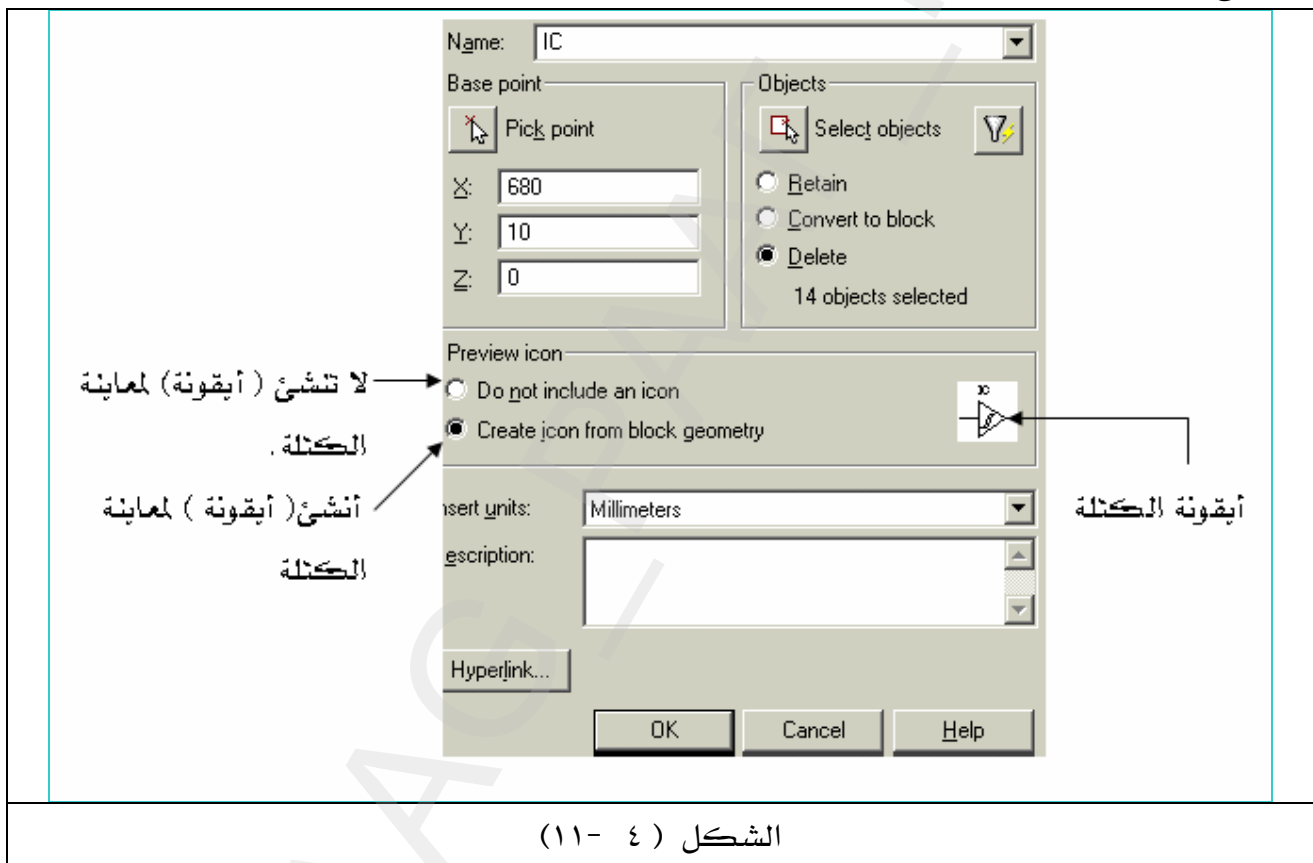 Name: IC
Base point
Objects
Pick point
Select objects
X: 680
Retain
Y: 10
Convert to block
Z: 0
Delete
14 objects selected
Preview icon
لا تنشئ ( أيقونة) لمعاينة
الكتلة .
Do not include an icon
IC
Create icon from block geometry
أنشئ( أيقونة ) لمعاينة
الكتلة
أيقونة الكتلة
nsert units: Millimeters
escription:
Hyperlink...
OK Cancel Help
الشكل ( ٤ -١١)